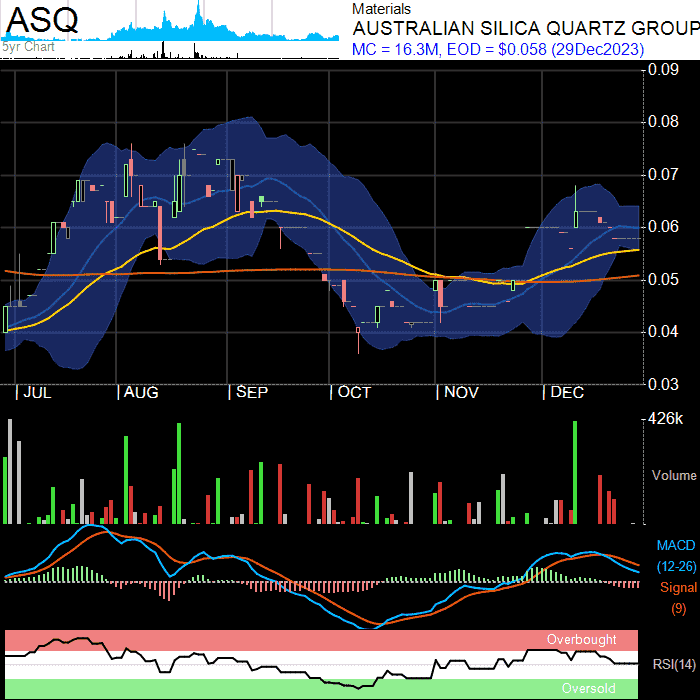 ASQ
5yr Chart
Materials
AUSTRALIAN SILICA QUARTZ GROUP
MC = 16.3M, EOD = $0.058 (29Dec2023)
0.09
0.08
0.07
0.06
0.05
0.04
0.03
JUL AUG SEP OCT NOV DEC
426k
Volume
MACD
(12-26)
Signal
(9)
Overbought
RSI(14)
Oversold